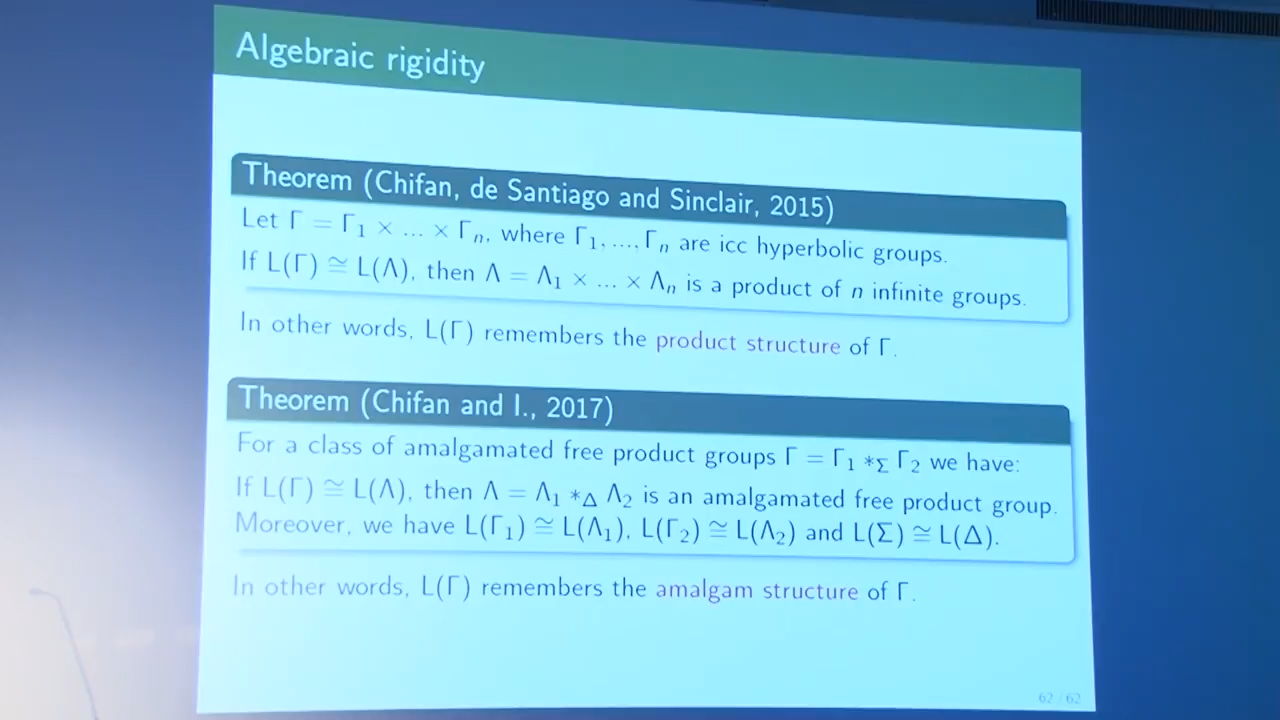 Algebraic rigidity
Theorem (Chifan, de Santiago and Sinclair, 2015)
Let Γ = Γ₁ × ... × Γₙ, where Γ₁, ..., Γₙ are icc hyperbolic groups.
If L(Γ) ≅ L(Λ), then Λ = Λ₁ × ... × Λₙ is a product of n infinite groups.
In other words, L(Γ) remembers the product structure of Γ.
Theorem (Chifan and I., 2017)
For a class of amalgamated free product groups Γ = Γ₁ *_Σ Γ₂ we have:
If L(Γ) ≅ L(Λ), then Λ = Λ₁ *_Δ Λ₂ is an amalgamated free product group.
Moreover, we have L(Γ₁) ≅ L(Λ₁), L(Γ₂) ≅ L(Λ₂) and L(Σ) ≅ L(Δ).
In other words, L(Γ) remembers the amalgam structure of Γ.
62 / 62